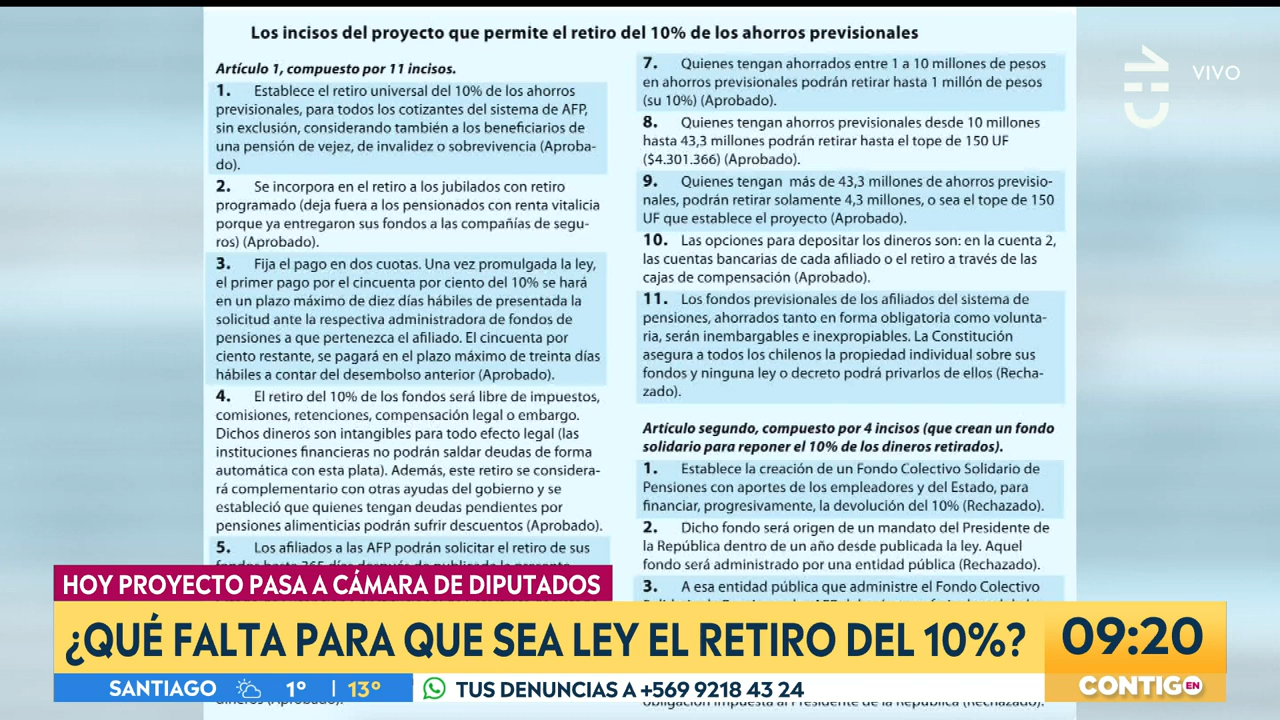 Los incisos del proyecto que permite el retiro del 10% de los ahorros previsionales
Artículo 1, compuesto por 11 incisos.
1. Establece el retiro universal del 10% de los ahorros
previsionales, para todos los cotizantes del sistema de AFP,
sin exclusión, considerando también a los beneficiarios de
una pensión de vejez, de invalidez o sobrevivencia (Aproba-
do).
2. Se incorpora en el retiro a los jubilados con retiro
programado (deja fuera a los pensionados con renta vitalicia
porque ya entregaron sus fondos a las compañías de segu-
ros) (Aprobado).
3. Fija el pago en dos cuotas. Una vez promulgada la ley,
el primer pago por el cincuenta por ciento del 10% se hará
en un plazo máximo de diez días hábiles de presentada la
solicitud ante la respectiva administradora de fondos de
pensiones a que pertenezca el afiliado. El cincuenta por
ciento restante, se pagará en el plazo máximo de treinta días
hábiles a contar del desembolso anterior (Aprobado).
4. El retiro del 10% de los fondos será libre de impuestos,
comisiones, retenciones, compensación legal o embargo.
Dichos dineros son intangibles para todo efecto legal (las
instituciones financieras no podrán saldar deudas de forma
automática con esta plata). Además, este retiro se considera-
rá complementario con otras ayudas del gobierno y se
estableció que quienes tengan deudas pendientes por
pensiones alimenticias podrán sufrir descuentos (Aprobado).
5. Los afiliados a las AFP podrán solicitar el retiro de sus
7. Quienes tengan ahorrados entre 1 a 10 millones de pesos
en ahorros previsionales podrán retirar hasta 1 millón de pesos
(su 10%) (Aprobado).
8. Quienes tengan ahorros previsionales desde 10 millones
hasta 43,3 millones podrán retirar hasta el tope de 150 UF
($4.301.366) (Aprobado).
9. Quienes tengan más de 43,3 millones de ahorros previsio-
nales, podrán retirar solamente 4,3 millones, o sea el tope de 150
UF que establece el proyecto (Aprobado).
10. Las opciones para depositar los dineros son: en la cuenta 2,
las cuentas bancarias de cada afiliado o el retiro a través de las
cajas de compensación (Aprobado).
11. Los fondos previsionales de los afiliados del sistema de
pensiones, ahorrados tanto en forma obligatoria como volunta-
ria, serán inembargables e inexpropiables. La Constitución
asegura a todos los chilenos la propiedad individual sobre sus
fondos y ninguna ley o decreto podrá privarlos de ellos (Recha-
zado).
Artículo segundo, compuesto por 4 incisos (que crean un fondo
solidario para reponer el 10% de los dineros retirados).
1. Establece la creación de un Fondo Colectivo Solidario de
Pensiones con aportes de los empleadores y del Estado, para
financiar, progresivamente, la devolución del 10% (Rechazado).
2. Dicho fondo será origen de un mandato del Presidente de
la República dentro de un año desde publicada la ley. Aquel
fondo será administrado por una entidad pública (Rechazado).
3. A esa entidad pública que administre el Fondo Colectivo
CHV
VIVO
HOY PROYECTO PASA A CÁMARA DE DIPUTADOS
¿QUÉ FALTA PARA QUE SEA LEY EL RETIRO DEL 10%?
09:20
SANTIAGO 1° 13°
TUS DENUNCIAS A +569 9218 43 24
CONTIGO EN